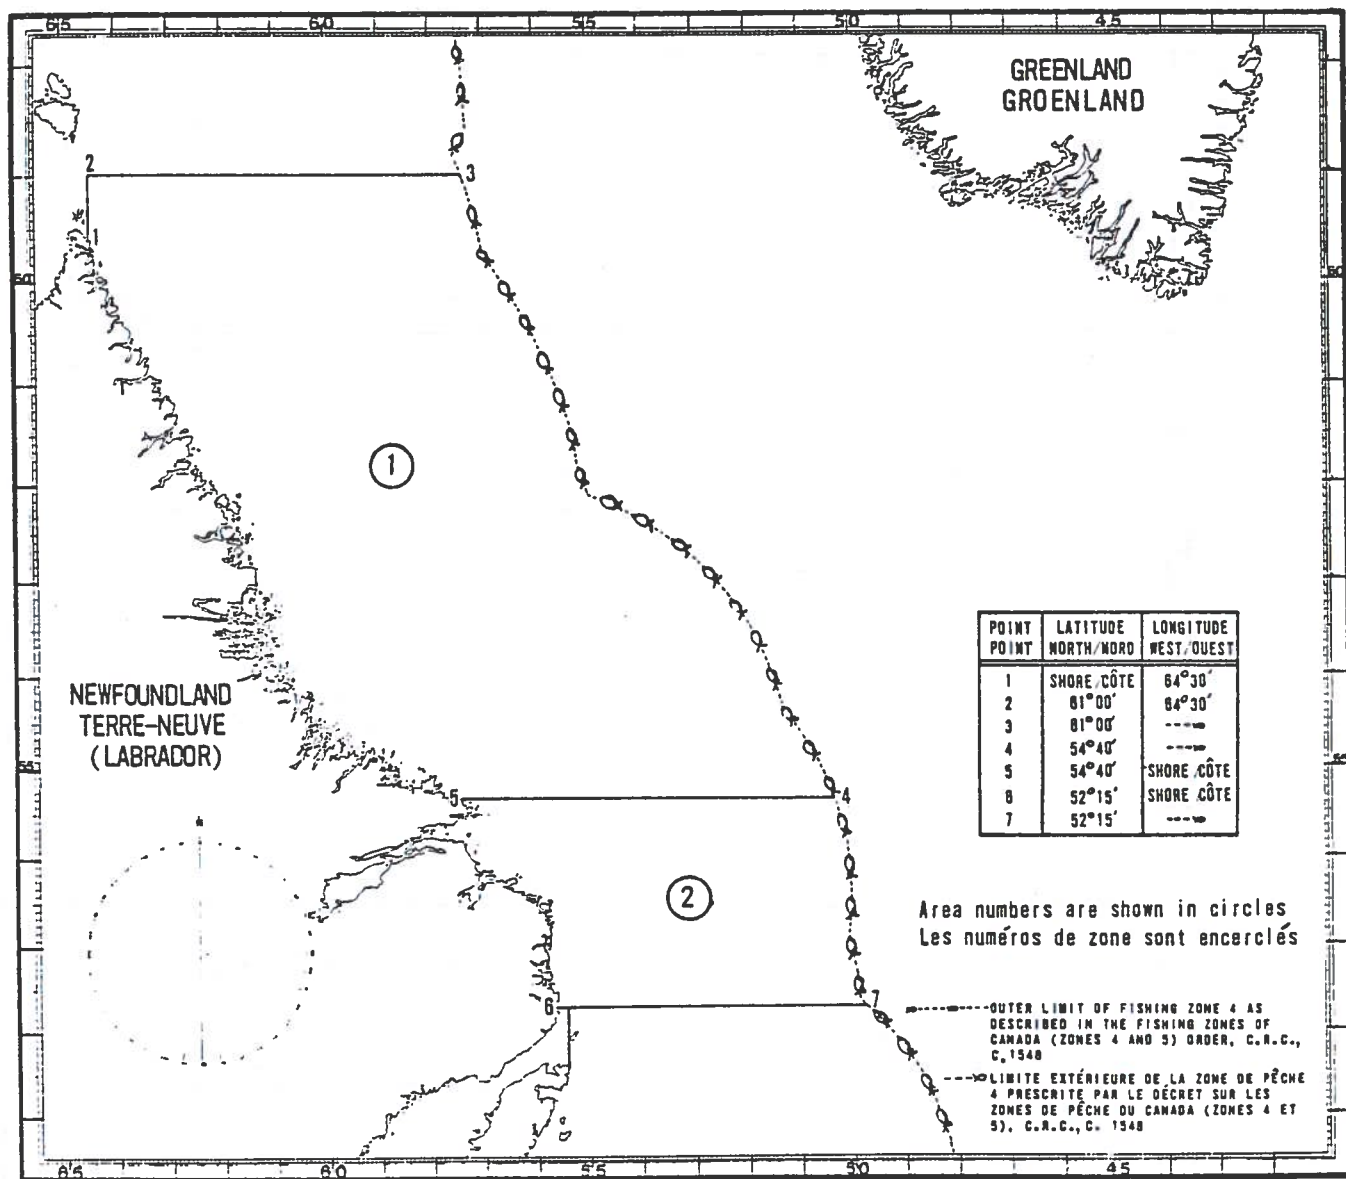 65 60 55 50 45
GREENLAND
GROENLAND
2
3
1
60 60
1
NEWFOUNDLAND
TERRE-NEUVE
(LABRADOR)
POINT LATITUDE LONGITUDE
POINT NORTH/NORD WEST/OUEST
1 SHORE/CÔTE 64°30'
2 61°00' 64°30'
3 61°00'
4 54°40'
5 54°40' SHORE/CÔTE
6 52°15' SHORE/CÔTE
7 52°15'
55 55
5
4
2
Area numbers are shown in circles
Les numéros de zone sont encerclés
6
7
OUTER LIMIT OF FISHING ZONE 4 AS
DESCRIBED IN THE FISHING ZONES OF
CANADA (ZONES 4 AND 5) ORDER, C.R.C.,
C. 1548
LIMITE EXTÉRIEURE DE LA ZONE DE PÊCHE
4 PRESCRITE PAR LE DÉCRET SUR LES
ZONES DE PÊCHE DU CANADA (ZONES 4 ET
5), C.R.C., C. 1548
65 60 55 50 45